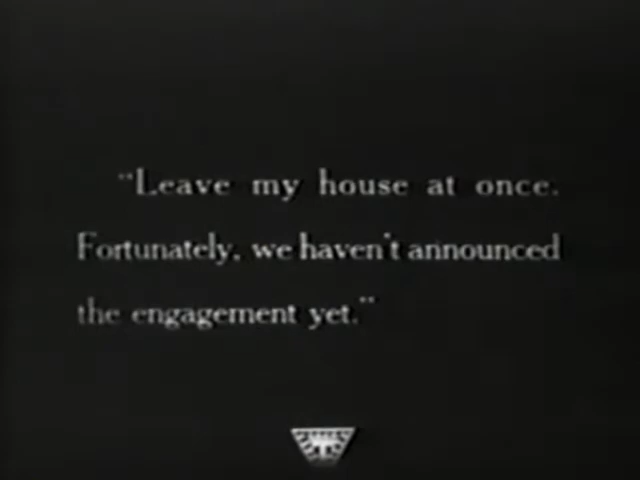 "Leave my house at once.
Fortunately, we haven't announced
the engagement yet."